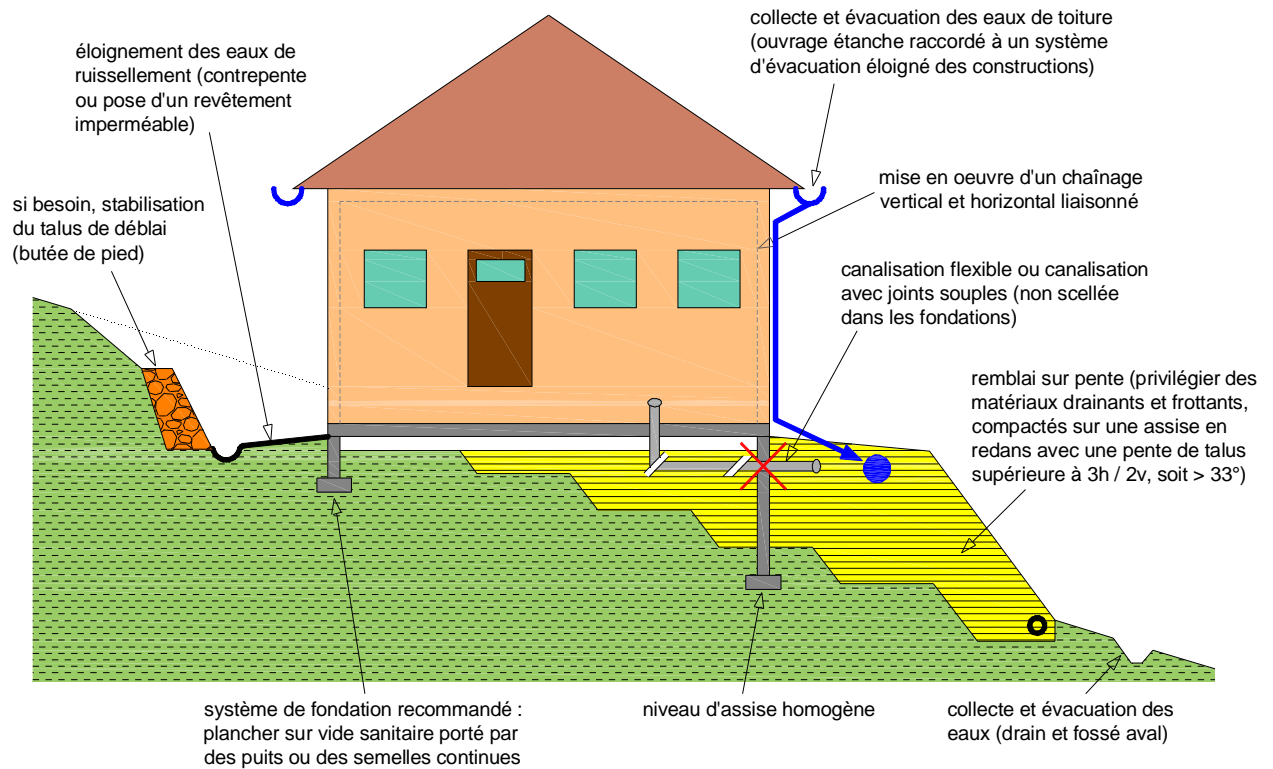 éloignement des eaux de
ruissellement (contrepente
ou pose d'un revêtement
imperméable)
collecte et évacuation des eaux de toiture
(ouvrage étanche raccordé à un système
d'évacuation éloigné des constructions)
si besoin, stabilisation
du talus de déblai
(butée de pied)
mise en oeuvre d'un chaînage
vertical et horizontal liaisonné
canalisation flexible ou canalisation
avec joints souples (non scellée
dans les fondations)
remblai sur pente (privilégier des
matériaux drainants et frottants,
compactés sur une assise en
redans avec une pente de talus
supérieure à 3h / 2v, soit > 33°)
système de fondation recommandé :
plancher sur vide sanitaire porté par
des puits ou des semelles continues
niveau d'assise homogène
collecte et évacuation des
eaux (drain et fossé aval)